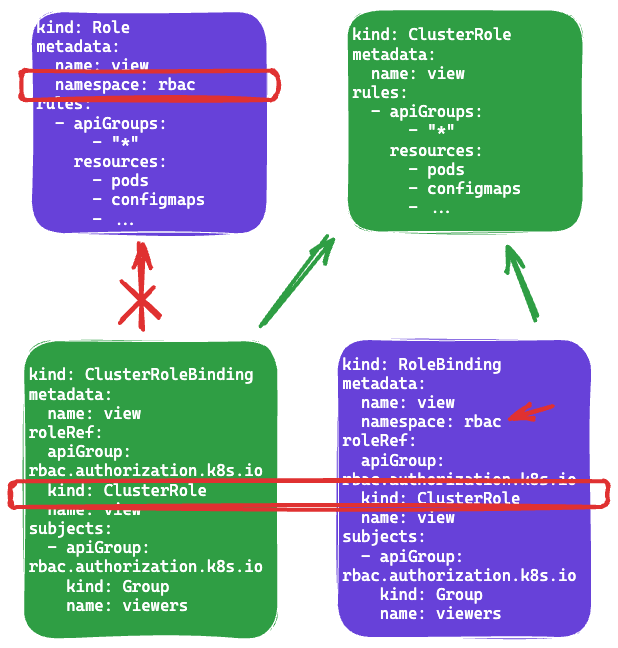 kind: Role
metadata:
  name: view
  namespace: rbac
rules:
  - apiGroups:
      - "*"
    resources:
      - pods
      - configmaps
      - ...
kind: ClusterRole
metadata:
  name: view
rules:
  - apiGroups:
      - "*"
    resources:
      - pods
      - configmaps
      - ...
kind: ClusterRoleBinding
metadata:
  name: view
roleRef:
  apiGroup:
rbac.authorization.k8s.io
  kind: ClusterRole
  name: view
subjects:
  - apiGroup:
rbac.authorization.k8s.io
    kind: Group
    name: viewers
kind: RoleBinding
metadata:
  name: view
  namespace: rbac
roleRef:
  apiGroup:
rbac.authorization.k8s.io
  kind: ClusterRole
  name: view
subjects:
  - apiGroup:
rbac.authorization.k8s.io
    kind: Group
    name: viewers